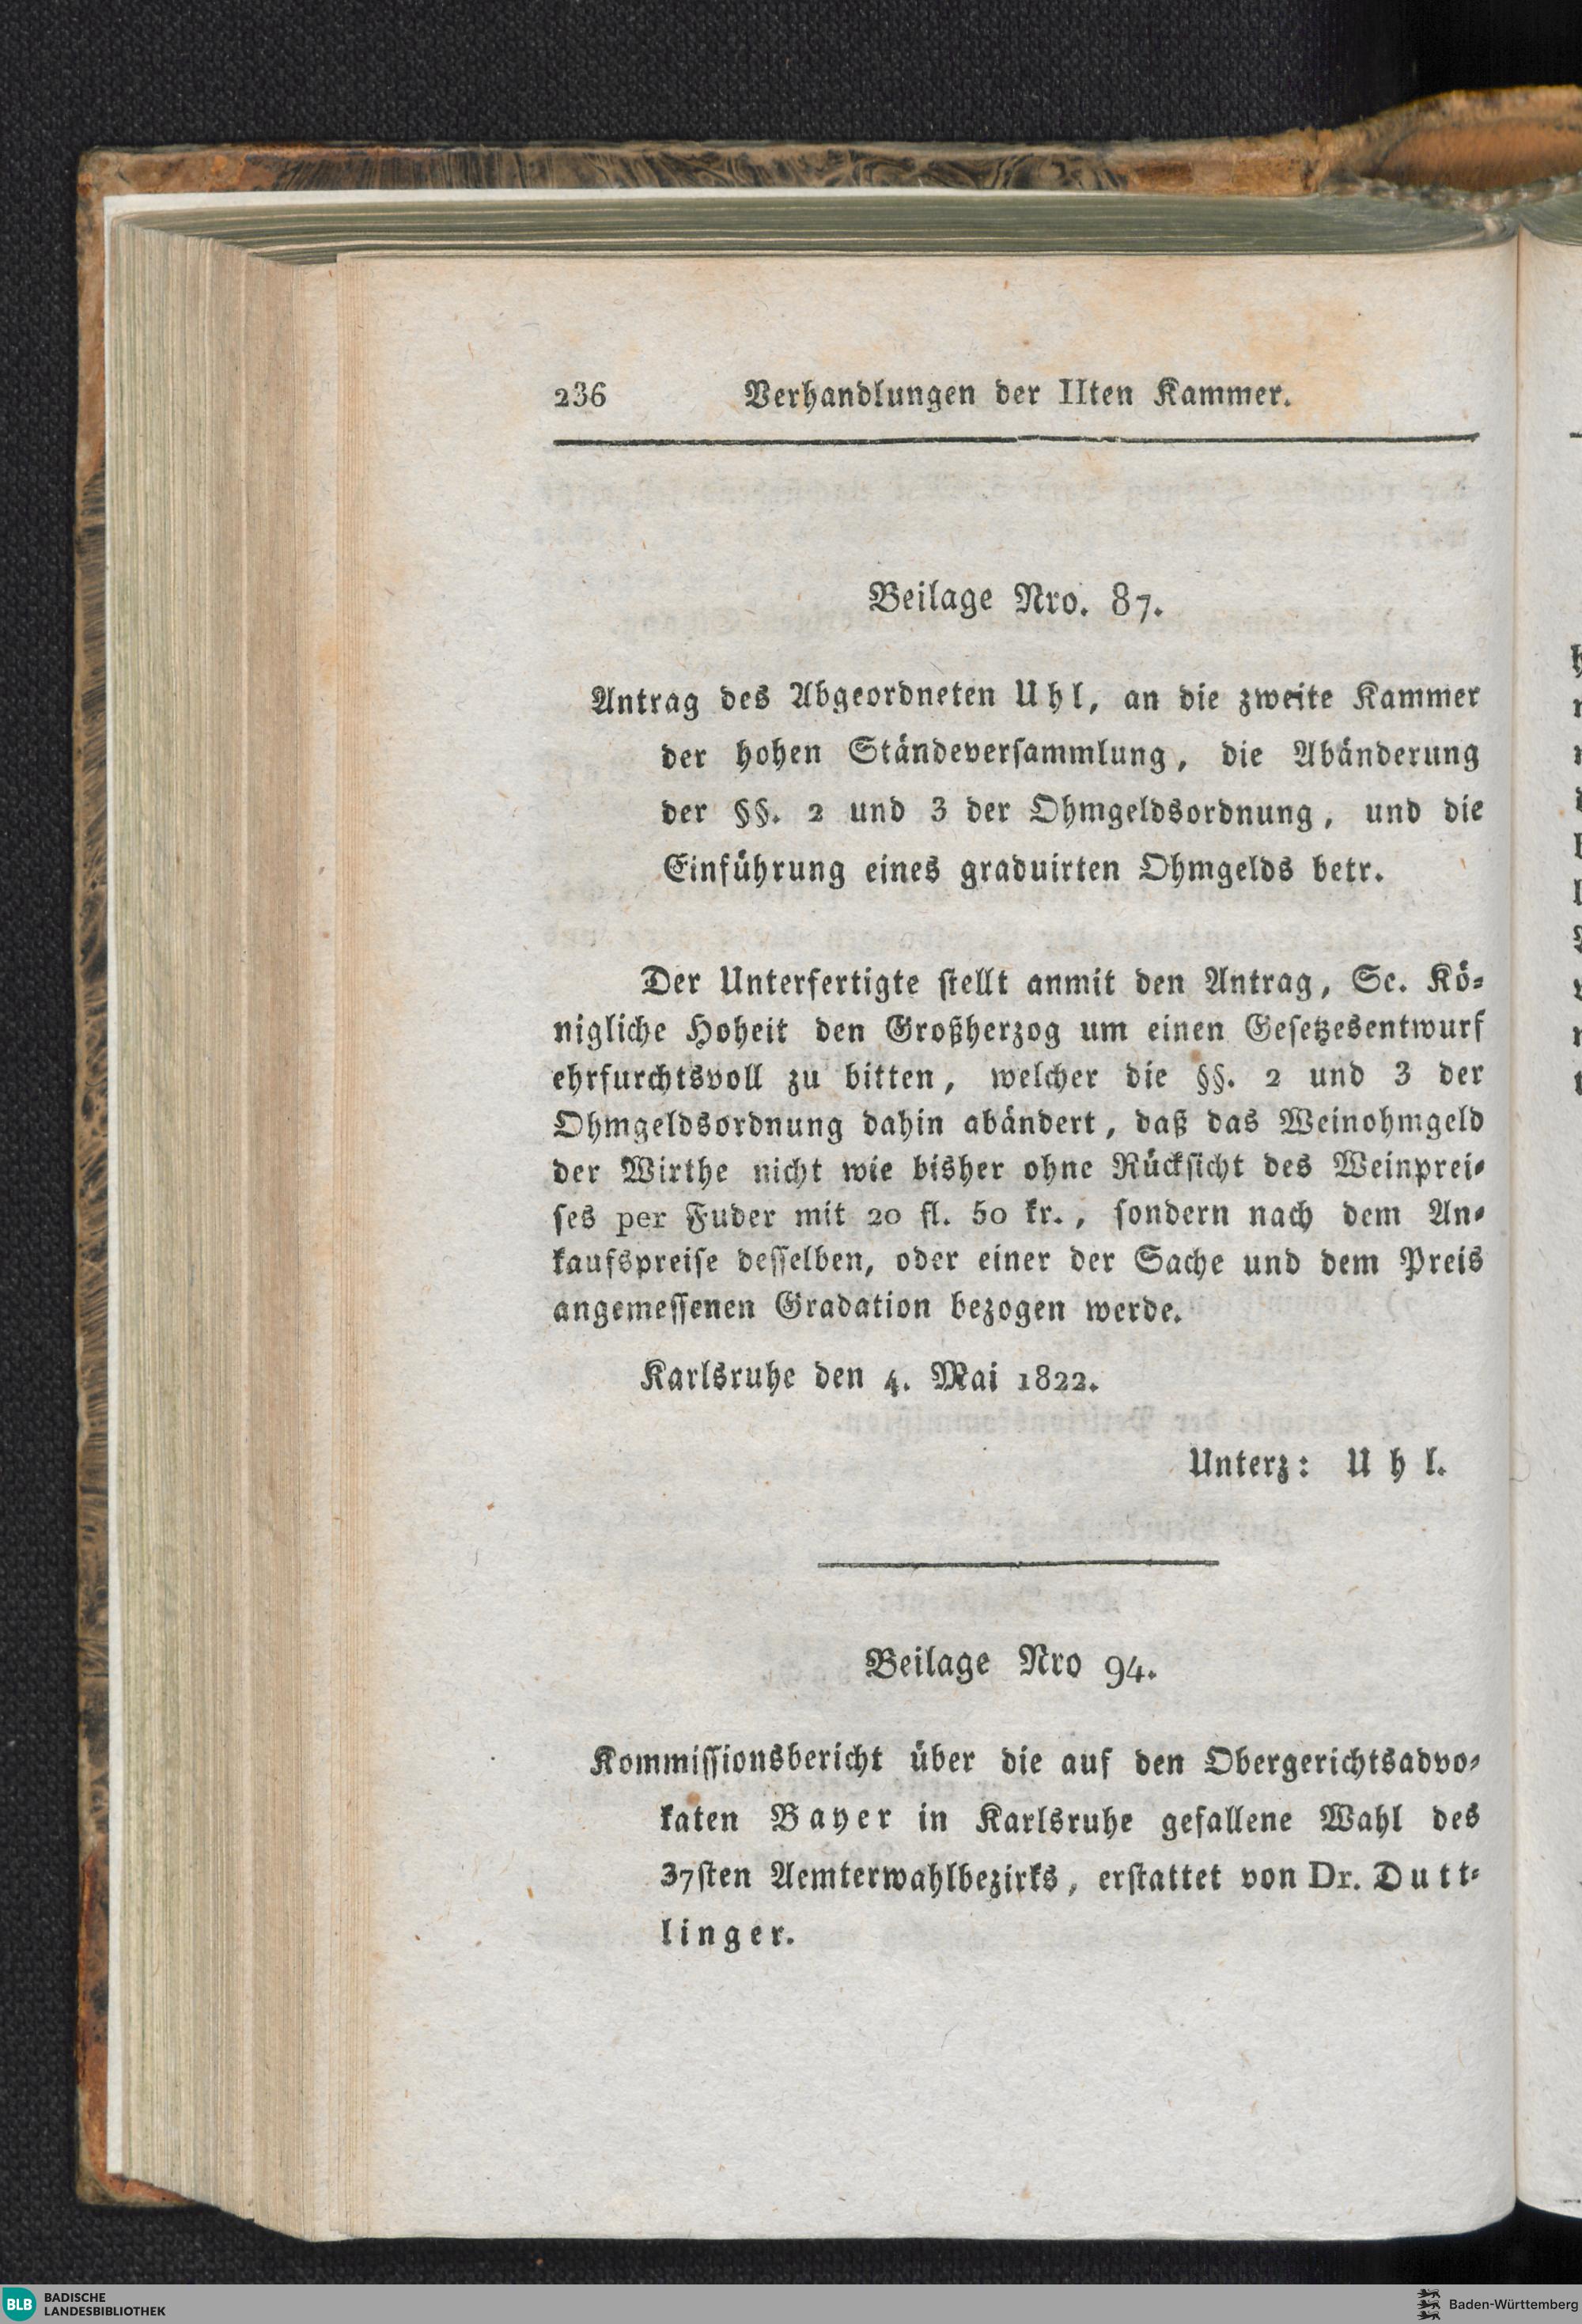 236 Verhandlungen der IIten Kammer.
Beilage Nro. 87.
Antrag des Abgeordneten Uhl, an die zweite Kammer
der hohen Ständeversammlung, die Abänderung
der §§. 2 und 3 der Ohmgeldsordnung, und die
Einführung eines graduirten Ohmgelds betr.
Der Unterfertigte stellt anmit den Antrag, Se. Kö-
nigliche Hoheit den Großherzog um einen Gesetzesentwurf
ehrfurchtsvoll zu bitten, welcher die §§. 2 und 3 der
Ohmgeldsordnung dahin abändert, daß das Weinohmgeld
der Wirthe nicht wie bisher ohne Rücksicht des Weinprei-
ses per Fuder mit 20 fl. 50 kr., sondern nach dem An-
kaufspreise desselben, oder einer der Sache und dem Preis
angemessenen Gradation bezogen werde.
Karlsruhe den 4. Mai 1822.
Unterz: Uhl.
Beilage Nro 94.
Kommissionsbericht über die auf den Obergerichtsadvo-
katen Bayer in Karlsruhe gefallene Wahl des
37sten Aemterwahlbezirks, erstattet von Dr. Dutt-
linger.
BLB BADISCHE
LANDESBIBLIOTHEK
Baden-Württemberg